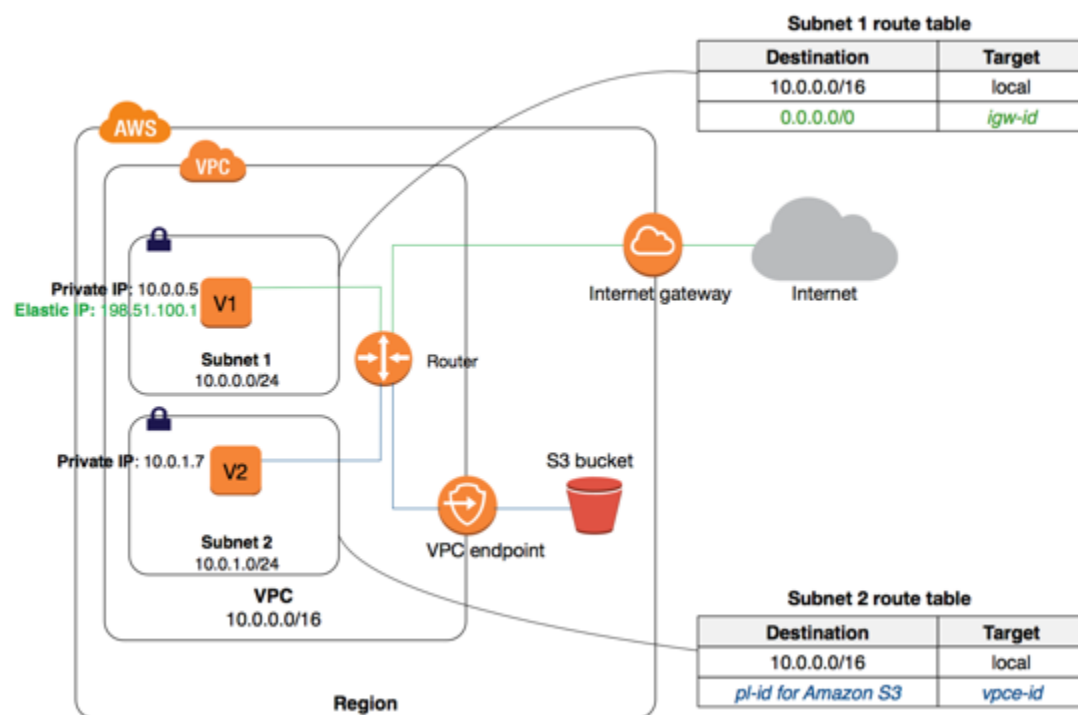 Subnet 1 route table
Destination Target
10.0.0.0/16 local
0.0.0.0/0 igw-id
AWS
VPC
Private IP: 10.0.0.5
Elastic IP: 198.51.100.1
V1
Subnet 1
10.0.0.0/24
Router
Internet gateway
Internet
Private IP: 10.0.1.7
V2
Subnet 2
10.0.1.0/24
S3 bucket
VPC endpoint
VPC
10.0.0.0/16
Region
Subnet 2 route table
Destination Target
10.0.0.0/16 local
pl-id for Amazon S3 vpce-id